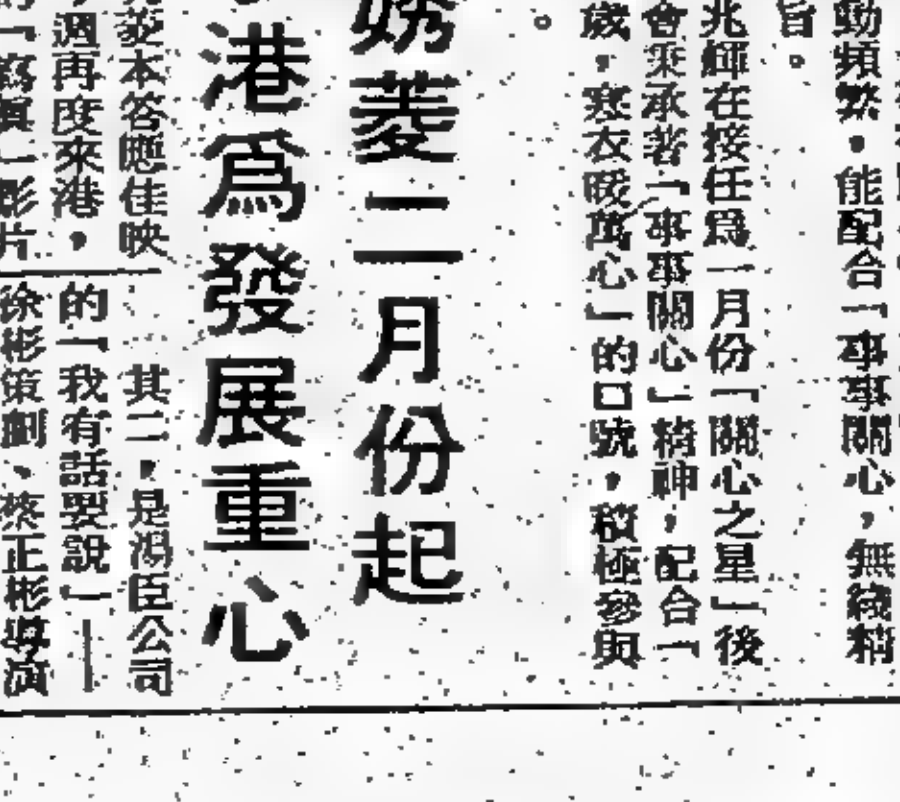 動頻繁，能配合「事事關心，無綫精
旨。
兆輝在接任爲一月份「關心之星」後
會秉承著「事事關心」精神，配合「
歲，寒衣暖萬心」的口號，積極參與
。
菱二月份起
港爲發展重心
菱本答應佳映
週再度來港，
「寫眞」影片
其二，是鴻臣公司
的「我有話要說」—
徐彬策劃、蔡正彬導演